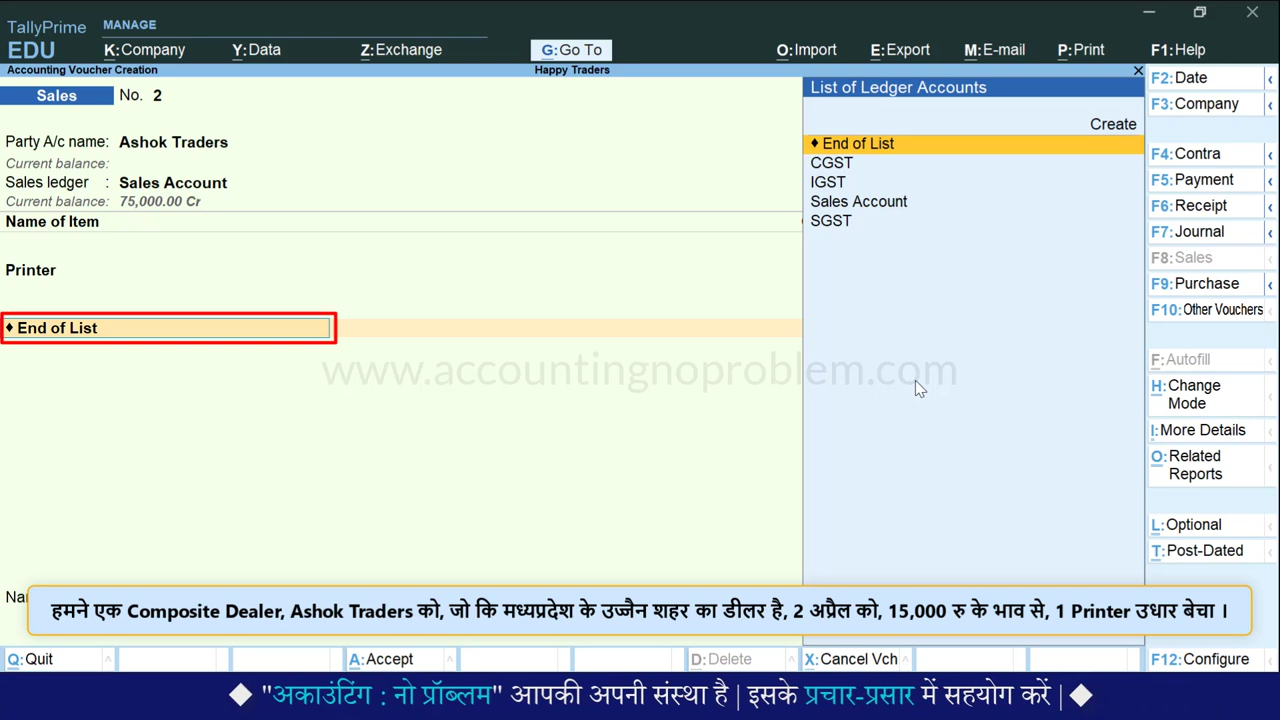 TallyPrime
MANAGE
EDU
K:Company
Y:Data
Z:Exchange
G:Go To
O:Import
E:Export
M:E-mail
P:Print
F1:Help
Accounting Voucher Creation
Happy Traders
Sales No. 2
Party A/c name: Ashok Traders
Current balance:
Sales ledger : Sales Account
Current balance: 75,000.00 Cr
Name of Item
Printer
♦ End of List
List of Ledger Accounts
Create
♦ End of List
CGST
IGST
Sales Account
SGST
F2:Date
F3:Company
F4:Contra
F5:Payment
F6:Receipt
F7:Journal
F8:Sales
F9:Purchase
F10:Other Vouchers
F:Autofill
H:Change
Mode
I:More Details
O:Related
Reports
L:Optional
T:Post-Dated
www.accountingnoproblem.com
हमने एक Composite Dealer, Ashok Traders को, जो कि मध्यप्रदेश के उज्जैन शहर का डीलर है, 2 अप्रैल को, 15,000 रु के भाव से, 1 Printer उधार बेचा ।
Q:Quit
A:Accept
D:Delete
X:Cancel Vch
F12:Configure
◆ "अकाउंटिंग : नो प्रॉब्लम" आपकी अपनी संस्था है | इसके प्रचार-प्रसार में सहयोग करें | ◆